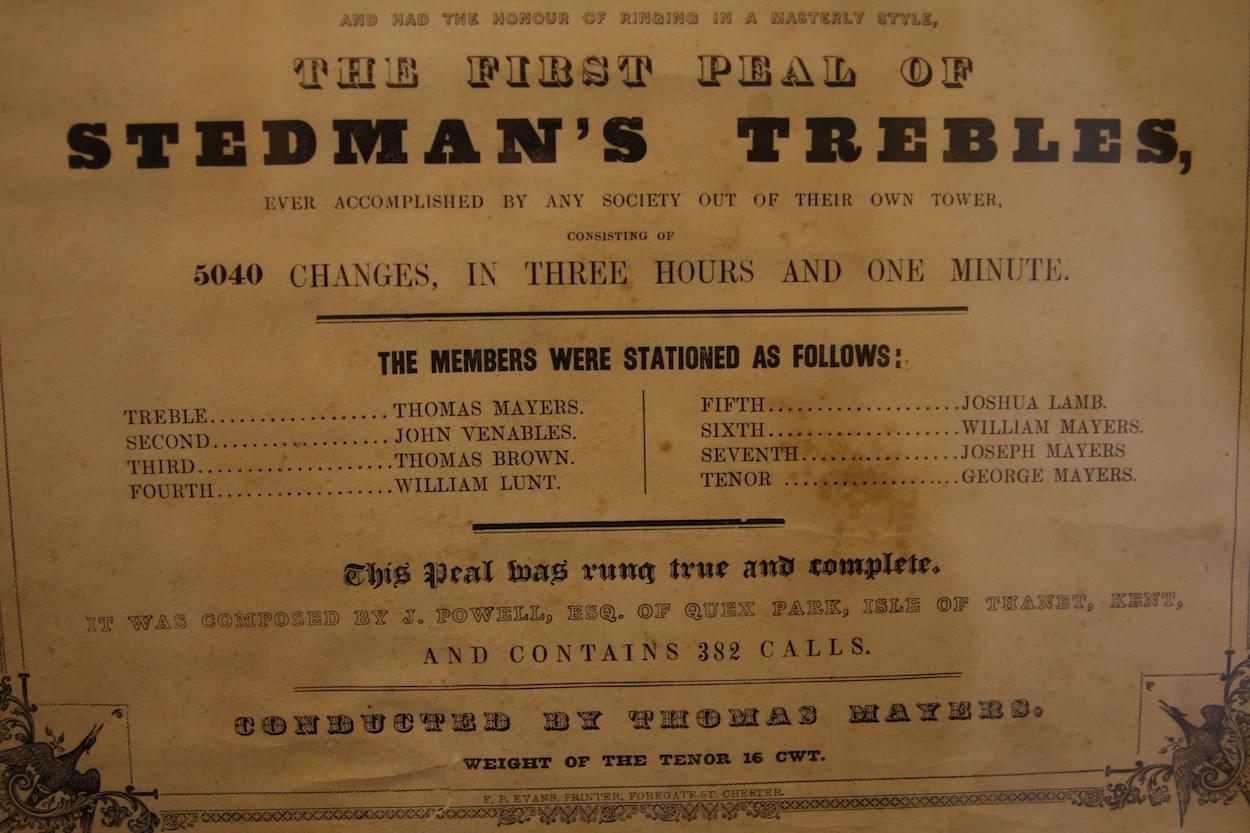 AND HAD THE HONOUR OF RINGING IN A MASTERLY STYLE,
THE FIRST PEAL OF
STEDMAN'S TREBLES,
EVER ACCOMPLISHED BY ANY SOCIETY OUT OF THEIR OWN TOWER,
CONSISTING OF
5040 CHANGES, IN THREE HOURS AND ONE MINUTE.
THE MEMBERS WERE STATIONED AS FOLLOWS:
TREBLE...................THOMAS MAYERS.
SECOND...................JOHN VENABLES.
THIRD.....................THOMAS BROWN.
FOURTH...................WILLIAM LUNT.
FIFTH.....................JOSHUA LAMB.
SIXTH.....................WILLIAM MAYERS.
SEVENTH.................JOSEPH MAYERS
TENOR ...................GEORGE MAYERS.
This Peal was rung true and complete.
IT WAS COMPOSED BY J. POWELL, ESQ. OF QUEX PARK, ISLE OF THANET, KENT,
AND CONTAINS 382 CALLS.
CONDUCTED BY THOMAS MAYERS.
WEIGHT OF THE TENOR 16 CWT.
F. P. EVANS, PRINTER, FOREGATE-ST. CHESTER.